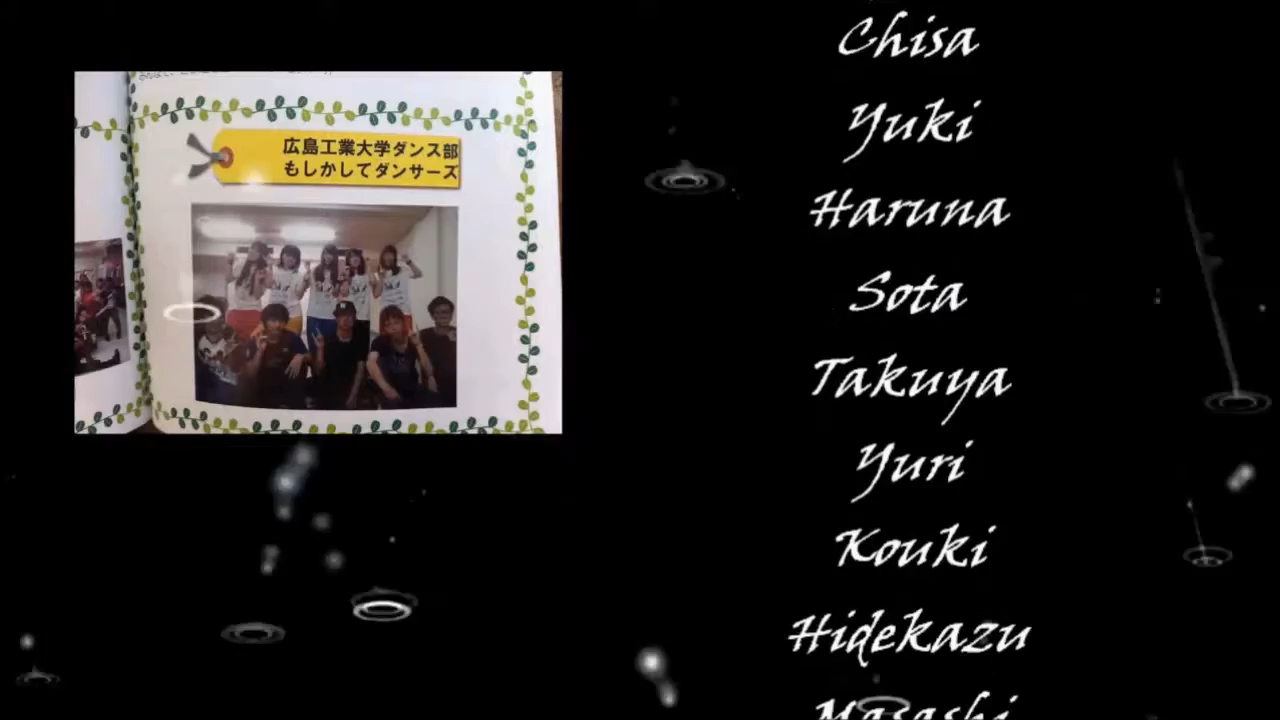 広島工業大学ダンス部
もしかしてダンサーズ
Chisa
Yuki
Haruna
Sota
Takuya
Yuri
Kouki
Hidekazu
Masashi